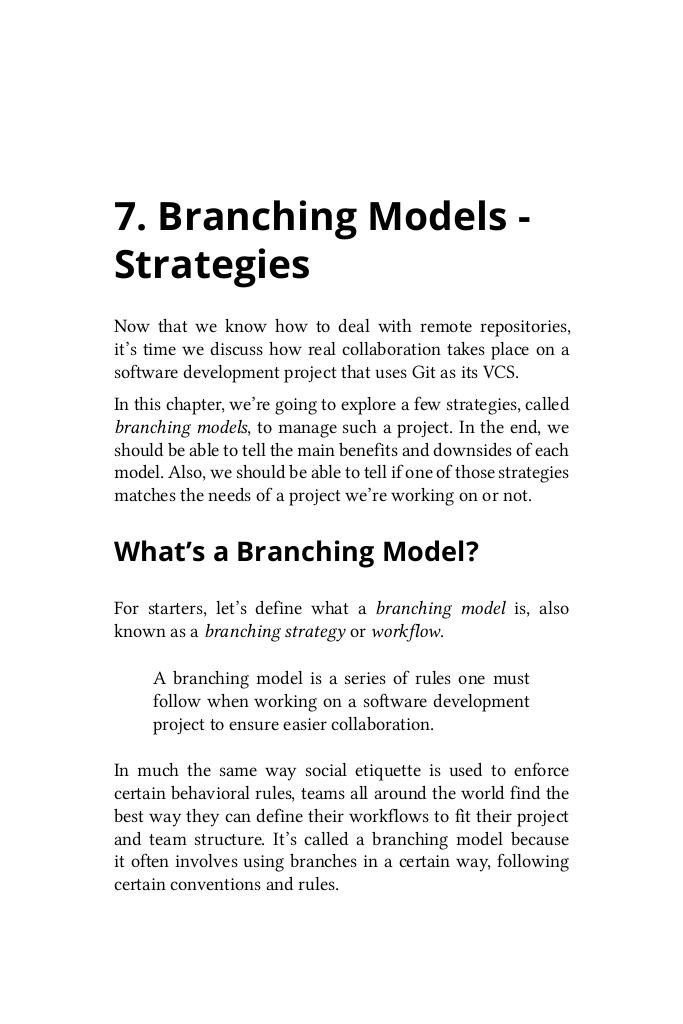 7. Branching Models -
Strategies
Now that we know how to deal with remote repositories,
it’s time we discuss how real collaboration takes place on a
software development project that uses Git as its VCS.
In this chapter, we’re going to explore a few strategies, called
branching models, to manage such a project. In the end, we
should be able to tell the main benefits and downsides of each
model. Also, we should be able to tell if one of those strategies
matches the needs of a project we’re working on or not.
What’s a Branching Model?
For starters, let’s define what a branching model is, also
known as a branching strategy or workflow.
A branching model is a series of rules one must
follow when working on a software development
project to ensure easier collaboration.
In much the same way social etiquette is used to enforce
certain behavioral rules, teams all around the world find the
best way they can define their workflows to fit their project
and team structure. It’s called a branching model because
it often involves using branches in a certain way, following
certain conventions and rules.